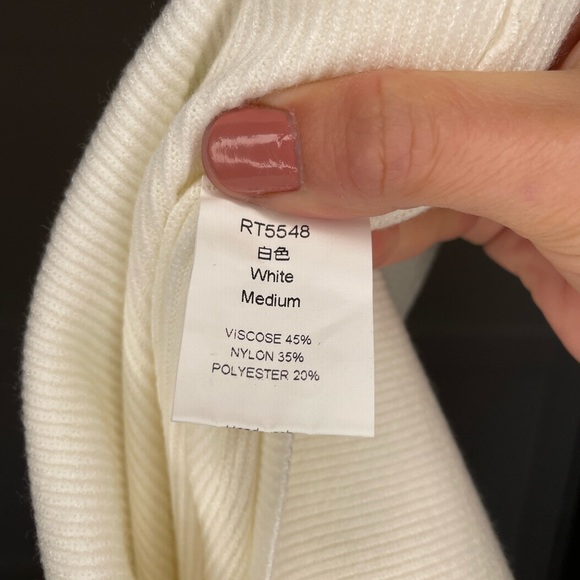 RT5548
白色
White
Medium
ViSCOSE 45%
NYLON 35%
POLYESTER 20%